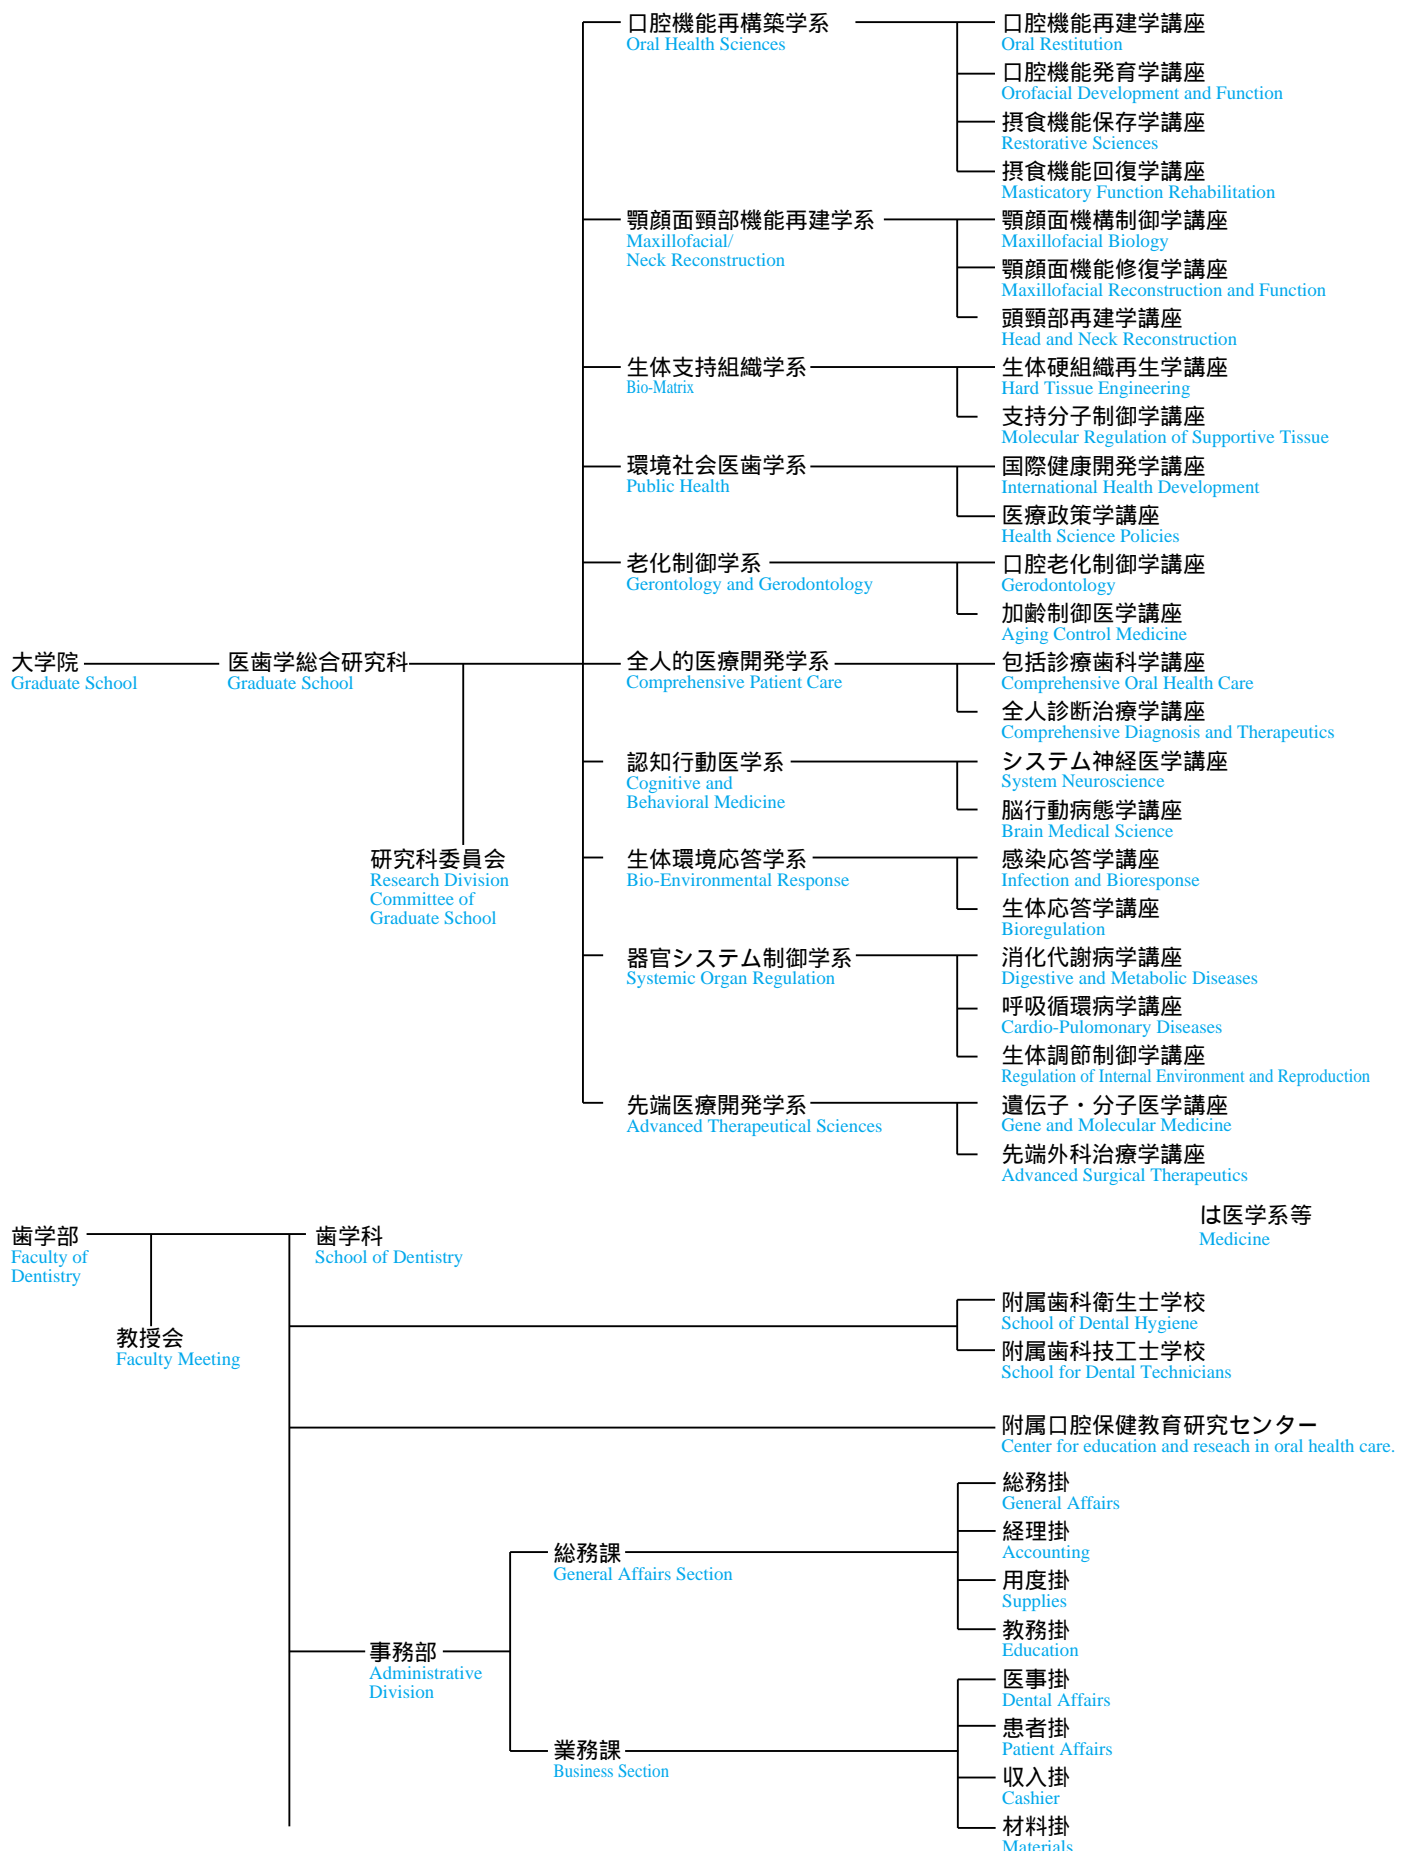 口腔機能再構築学系
Oral Health Sciences
口腔機能再建学講座
Oral Restitution
口腔機能発育学講座
Orofacial Development and Function
摂食機能保存学講座
Restorative Sciences
摂食機能回復学講座
Masticatory Function Rehabilitation
顎顔面頸部機能再建学系
Maxillofacial/
Neck Reconstruction
顎顔面機構制御学講座
Maxillofacial Biology
顎顔面機能修復学講座
Maxillofacial Reconstruction and Function
頭頸部再建学講座
Head and Neck Reconstruction
生体支持組織学系
Bio-Matrix
生体硬組織再生学講座
Hard Tissue Engineering
支持分子制御学講座
Molecular Regulation of Supportive Tissue
環境社会医歯学系
Public Health
国際健康開発学講座
International Health Development
医療政策学講座
Health Science Policies
老化制御学系
Gerontology and Gerodontology
口腔老化制御学講座
Gerodontology
加齢制御医学講座
Aging Control Medicine
大学院
Graduate School
医歯学総合研究科
Graduate School
全人的医療開発学系
Comprehensive Patient Care
包括診療歯科学講座
Comprehensive Oral Health Care
全人診断治療学講座
Comprehensive Diagnosis and Therapeutics
認知行動医学系
Cognitive and
Behavioral Medicine
システム神経医学講座
System Neuroscience
脳行動病態学講座
Brain Medical Science
研究科委員会
Research Division
Committee of
Graduate School
生体環境応答学系
Bio-Environmental Response
感染応答学講座
Infection and Bioresponse
生体応答学講座
Bioregulation
器官システム制御学系
Systemic Organ Regulation
消化代謝病学講座
Digestive and Metabolic Diseases
呼吸循環病学講座
Cardio-Pulomonary Diseases
生体調節制御学講座
Regulation of Internal Environment and Reproduction
先端医療開発学系
Advanced Therapeutical Sciences
遺伝子・分子医学講座
Gene and Molecular Medicine
先端外科治療学講座
Advanced Surgical Therapeutics
は医学系等
Medicine
歯学部
Faculty of
Dentistry
歯学科
School of Dentistry
教授会
Faculty Meeting
附属歯科衛生士学校
School of Dental Hygiene
附属歯科技工士学校
School for Dental Technicians
附属口腔保健教育研究センター
Center for education and reseach in oral health care.
総務課
General Affairs Section
総務掛
General Affairs
経理掛
Accounting
用度掛
Supplies
教務掛
Education
事務部
Administrative
Division
業務課
Business Section
医事掛
Dental Affairs
患者掛
Patient Affairs
収入掛
Cashier
材料掛
Materials